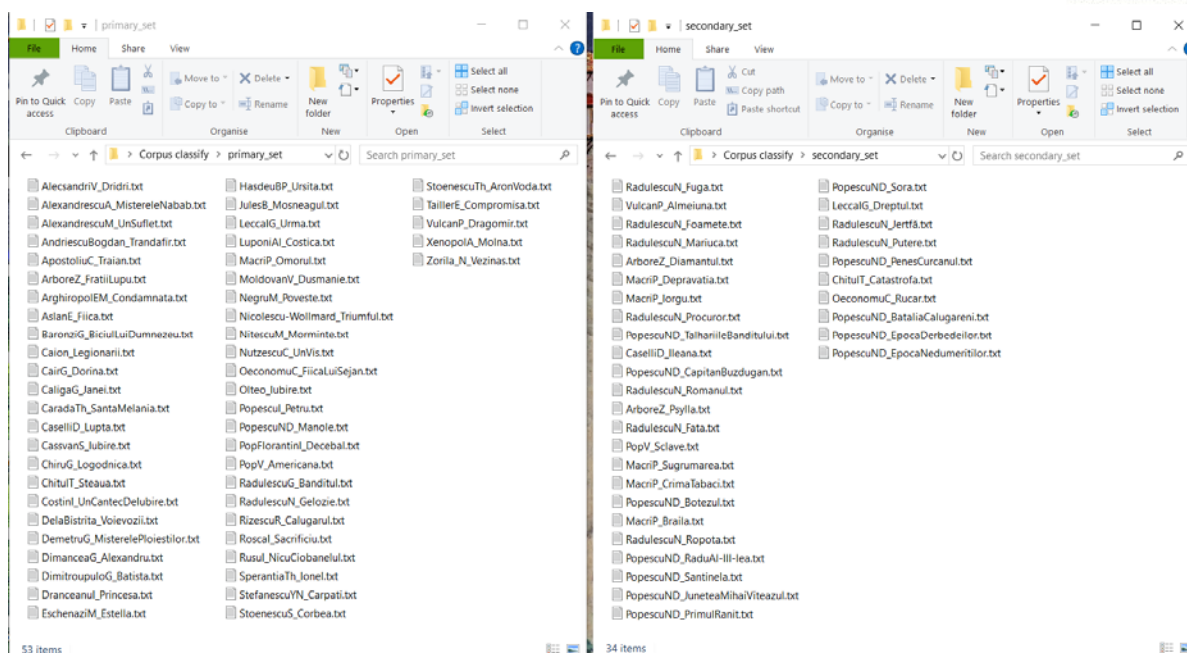 primary_set
File Home Share View
Pin to Quick access
Copy
Paste
Move to
Copy to
Delete
Rename
New folder
Properties
Select all
Select none
Invert selection
Clipboard Organise New Open Select
Corpus classify > primary_set
Search primary_set
AlecsandriV_Dridri.txt
AlexandrescuA_MistereleNabab.txt
AlexandrescuM_UnSuflet.txt
AndriescuBogdan_Trandafir.txt
ApostoliuC_Traian.txt
ArboreZ_FratiiLupu.txt
ArghiropolEM_Condamnata.txt
AslanE_Fiica.txt
BaronziG_BiciulLuiDumnezeu.txt
Caion_Legionarii.txt
CairG_Dorina.txt
CaligaG_Janei.txt
CaradaTh_SantaMelania.txt
CaselliD_Lupta.txt
CassvanS_Iubire.txt
ChiruG_Logodnica.txt
ChitulT_Steaua.txt
CostinI_UnCantecDeIubire.txt
DelaBistrita_Voievozii.txt
DemetruG_MisterelePloiestilor.txt
DimanceaG_Alexandru.txt
DimitroupuloG_Batista.txt
Dranceanul_Princesa.txt
EschenaziM_Estella.txt
HasdeuBP_Ursita.txt
JulesB_Mosneagul.txt
LeccaIG_Urma.txt
LuponiAl_Costica.txt
MacriP_Omorul.txt
MoldovanV_Dusmanie.txt
NegruM_Poveste.txt
Nicolescu-Wollmard_Triumful.txt
NitescuM_Morminte.txt
NutzescuC_UnVis.txt
OeconomuC_FiicaLuiSejan.txt
Olteo_Iubire.txt
PopescuI_Petru.txt
PopescuND_Manole.txt
PopFlorantinI_Decebal.txt
PopV_Americana.txt
RadulescuG_Banditul.txt
RadulescuN_Gelozie.txt
RizescuR_Calugarul.txt
RoscaI_Sacrificiu.txt
Rusul_NicuCiobanelul.txt
SperantiaTh_Ionel.txt
StefanescuYN_Carpati.txt
StoenescuS_Corbea.txt
StoenescuTh_AronVoda.txt
TaillerE_Compromisa.txt
VulcanP_Dragomir.txt
XenopolA_Molna.txt
Zorila_N_Vezinas.txt
53 items
secondary_set
File Home Share View
Pin to Quick access
Copy
Paste
Cut
Copy path
Paste shortcut
Move to
Copy to
Delete
Rename
New folder
Properties
Select all
Select none
Invert selection
Clipboard Organise New Open Select
Corpus classify > secondary_set
Search secondary_set
RadulescuN_Fuga.txt
VulcanP_Almeiuna.txt
RadulescuN_Foamete.txt
RadulescuN_Mariuca.txt
ArboreZ_Diamantul.txt
MacriP_Depravatia.txt
MacriP_Iorgu.txt
RadulescuN_Procuror.txt
PopescuND_TalhariileBanditului.txt
CaselliD_Ileana.txt
PopescuND_CapitanBuzdugan.txt
RadulescuN_Romanul.txt
ArboreZ_Psylla.txt
RadulescuN_Fata.txt
PopV_Sclave.txt
MacriP_Sugrumarea.txt
MacriP_CrimaTabaci.txt
PopescuND_Botezul.txt
MacriP_Braila.txt
RadulescuN_Ropota.txt
PopescuND_RaduAl-III-lea.txt
PopescuND_Santinela.txt
PopescuND_JuneteaMihaiViteazul.txt
PopescuND_PrimulRanit.txt
PopescuND_Sora.txt
LeccaIG_Dreptul.txt
RadulescuN_Jertfă.txt
RadulescuN_Putere.txt
PopescuND_PenesCurcanul.txt
ChitulT_Catastrofa.txt
OeconomuC_Rucar.txt
PopescuND_BataliaCalugareni.txt
PopescuND_EpocaDerbedeilor.txt
PopescuND_EpocaNedumeritilor.txt
34 items